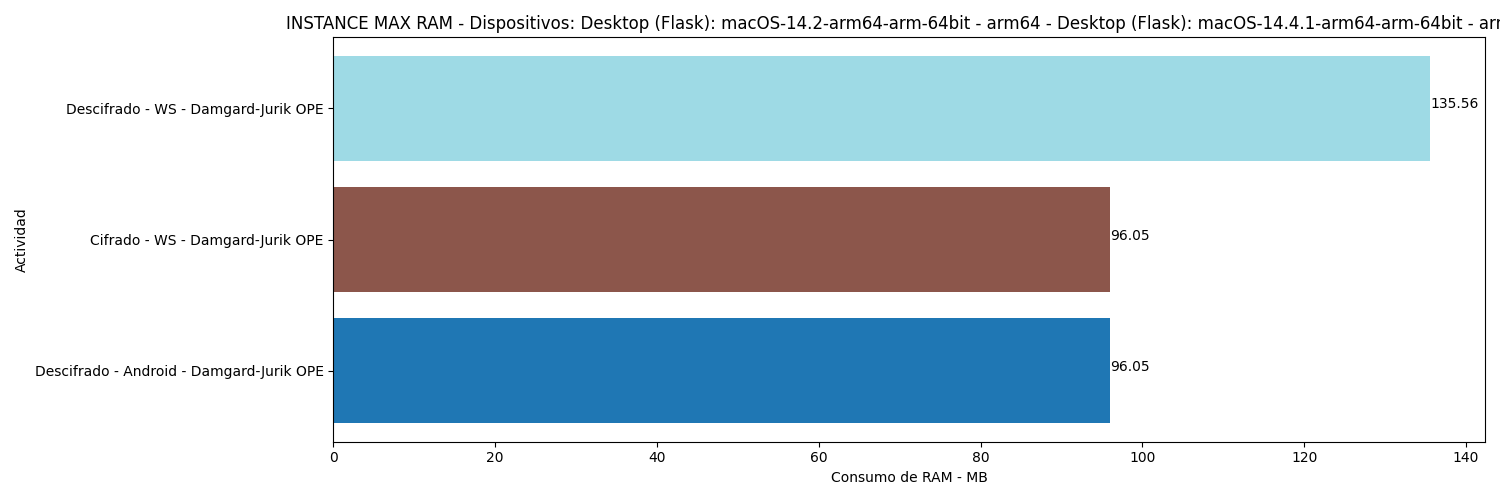 INSTANCE MAX RAM - Dispositivos: Desktop (Flask): macOS-14.2-arm64-arm-64bit - arm64 - Desktop (Flask): macOS-14.4.1-arm64-arm-64bit -
Descifrado - WS - Damgard-Jurik OPE
135.56
Actividad
Cifrado - WS - Damgard-Jurik OPE
96.05
Descifrado - Android - Damgard-Jurik OPE
96.05
0 20 40 60 80 100 120 140
Consumo de RAM - MB